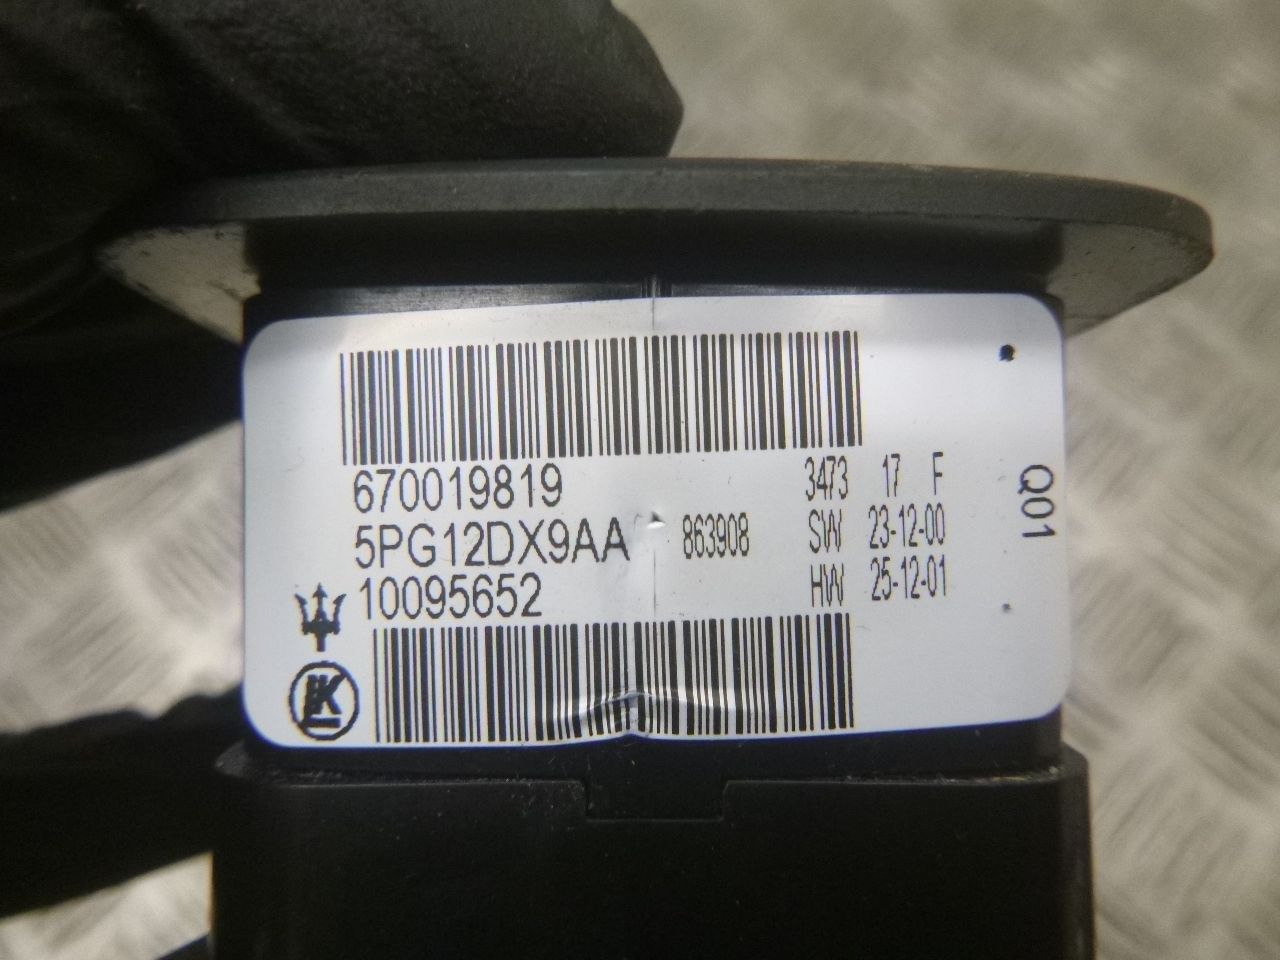 670019819 3473 17 F
5PG12DX9AA 863908 SW 23-12-00
10095652 HW 25-12-01
Q01
K